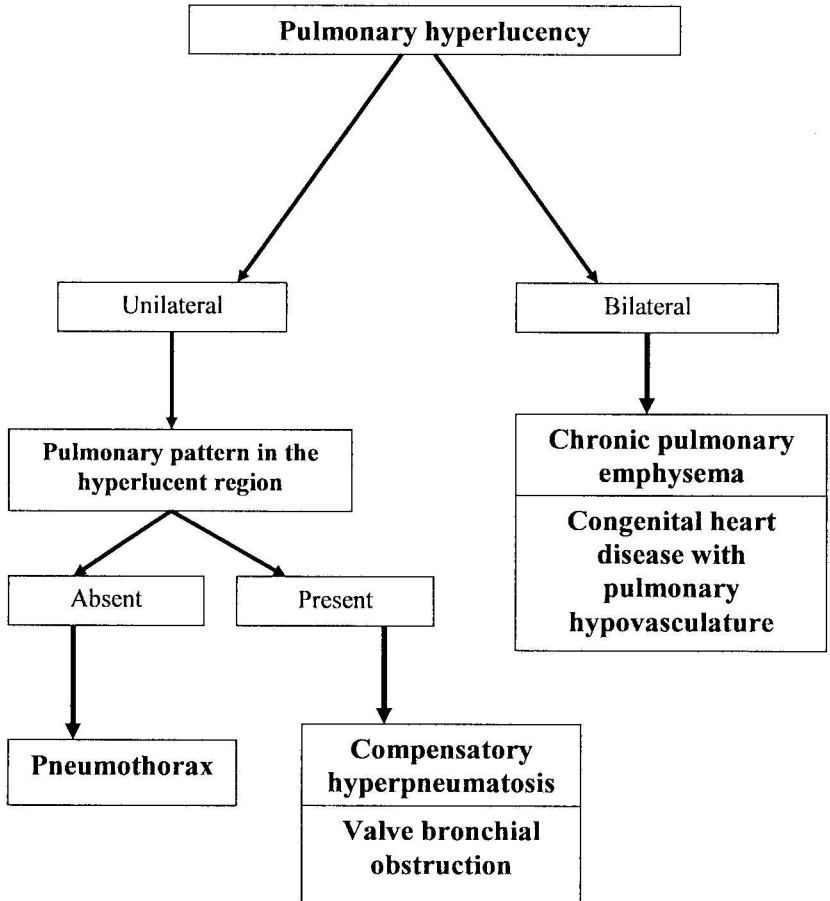 Pulmonary hyperlucency
Unilateral
Bilateral
Pulmonary pattern in the
hyperlucent region
Chronic pulmonary
emphysema
Congenital heart
disease with
pulmonary
hypovasculature
Absent
Present
Pneumothorax
Compensatory
hyperpneumatosis
Valve bronchial
obstruction